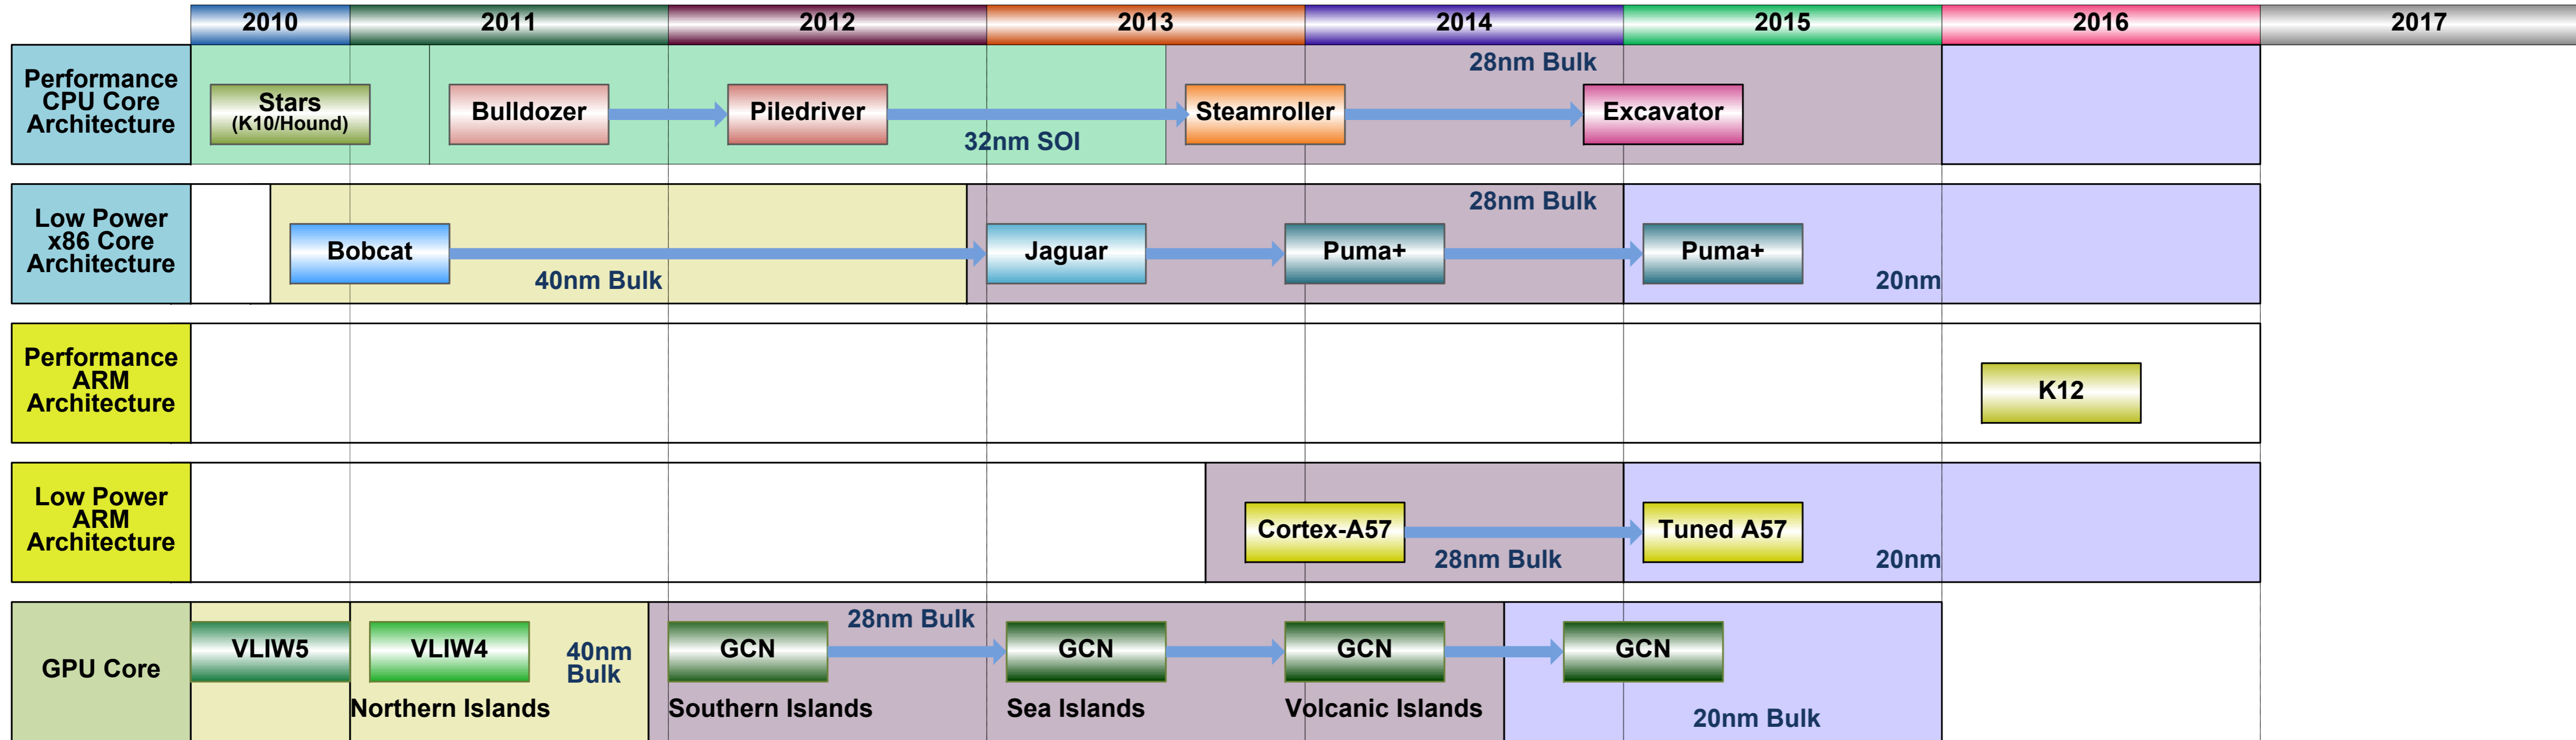 2010 2011 2012 2013 2014 2015 2016 2017
Performance
CPU Core
Architecture
28nm Bulk
Stars
(K10/Hound)
Bulldozer
Piledriver
Steamroller
Excavator
32nm SOI
Low Power
x86 Core
Architecture
28nm Bulk
Bobcat
Jaguar
Puma+
Puma+
40nm Bulk
20nm
Performance
ARM
Architecture
K12
Low Power
ARM
Architecture
Cortex-A57
Tuned A57
28nm Bulk
20nm
GPU Core
28nm Bulk
VLIW5
VLIW4
40nm
Bulk
GCN
GCN
GCN
GCN
Northern Islands
Southern Islands
Sea Islands
Volcanic Islands
20nm Bulk